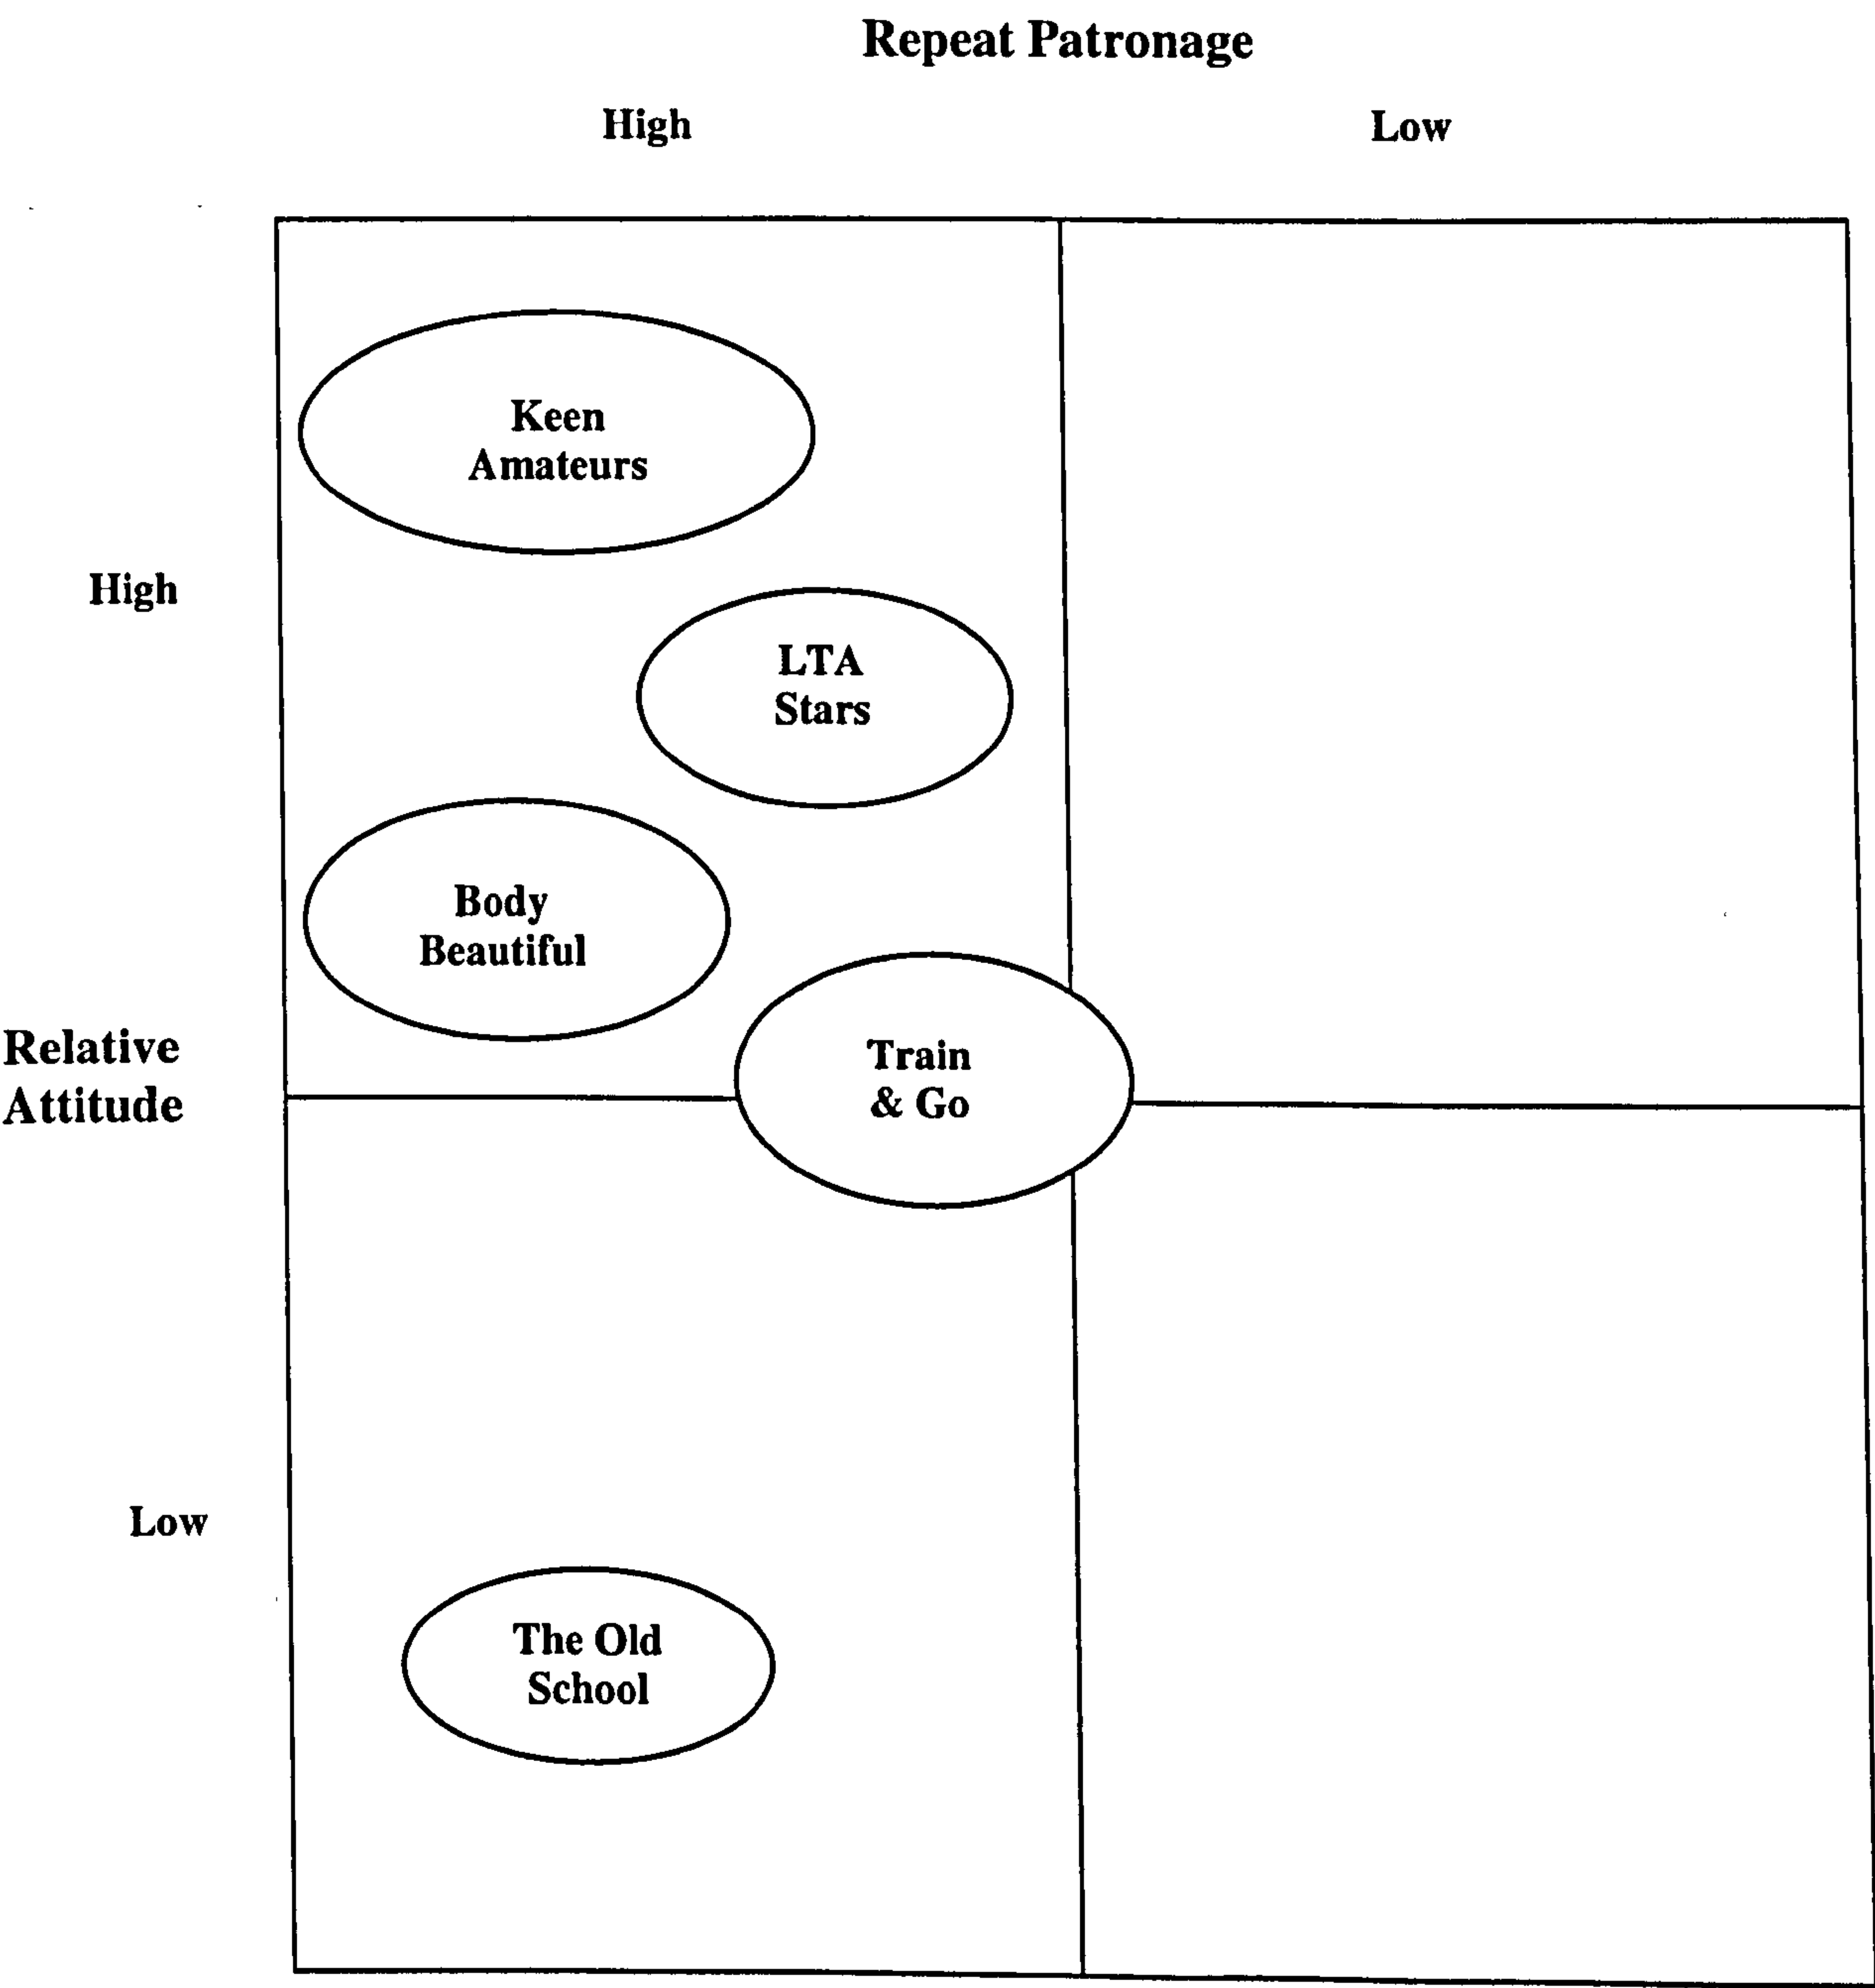 Repeat Patronage
High
Low
Keen
Amateurs
High
LTA
Stars
Body
Beautiful
Relative
Attitude
Train
& Go
Low
The Old
School